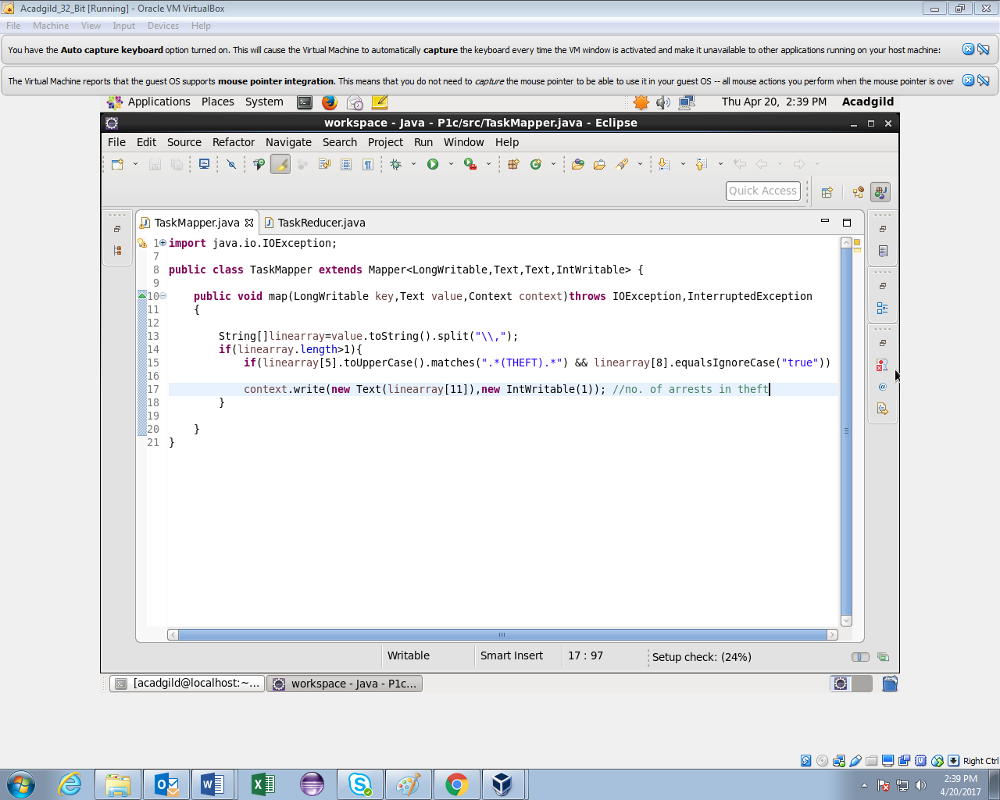 Acadgild_32_Bit [Running] - Oracle VM VirtualBox
File Machine View Input Devices Help
You have the Auto capture keyboard option turned on. This will cause the Virtual Machine to automatically capture the keyboard every time the VM window is activated and make it unavailable to other applications running on your host machine:
The Virtual Machine reports that the guest OS supports mouse pointer integration. This means that you do not need to capture the mouse pointer to be able to use it in your guest OS -- all mouse actions you perform when the mouse pointer is over
Applications Places System Thu Apr 20, 2:39 PM Acadgild
workspace - Java - P1c/src/TaskMapper.java - Eclipse
File Edit Source Refactor Navigate Search Project Run Window Help
Quick Access
TaskMapper.java TaskReducer.java
1 import java.io.IOException;
7
8 public class TaskMapper extends Mapper<LongWritable,Text,Text,IntWritable> {
9
10 public void map(LongWritable key,Text value,Context context)throws IOException,InterruptedException
11 {
12
13 String[]linearray=value.toString().split("\\,");
14 if(linearray.length>1){
15 if(linearray[5].toUpperCase().matches(".*(THEFT).*") && linearray[8].equalsIgnoreCase("true"))
16
17 context.write(new Text(linearray[11]),new IntWritable(1)); //no. of arrests in theft
18 }
19
20 }
21 }
Writable Smart Insert 17 : 97 Setup check: (24%)
[acadgild@localhost:~... workspace - Java - P1c...
Right Ctrl
2:39 PM
4/20/2017